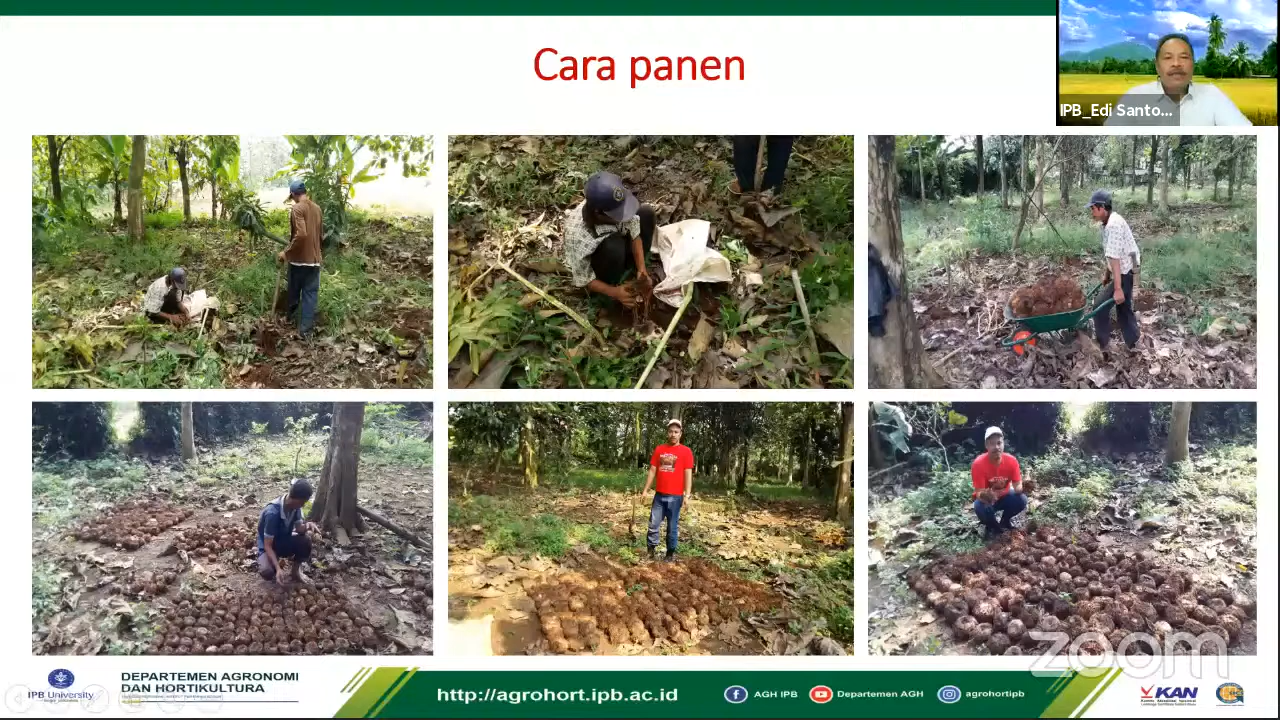 Cara panen
IPB_Edi Santo...
IPB University
DEPARTEMEN AGRONOMI
DAN HORTIKULTURA
http://agrohort.ipb.ac.id
AGH IPB
Departemen AGH
agrohortipb
KAN
zoom